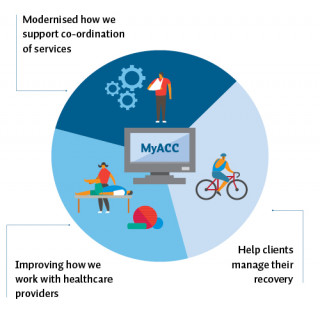 Modernised how we
support co-ordination
of services
MyACC
Improving how we
work with healthcare
providers
Help clients
manage their
recovery